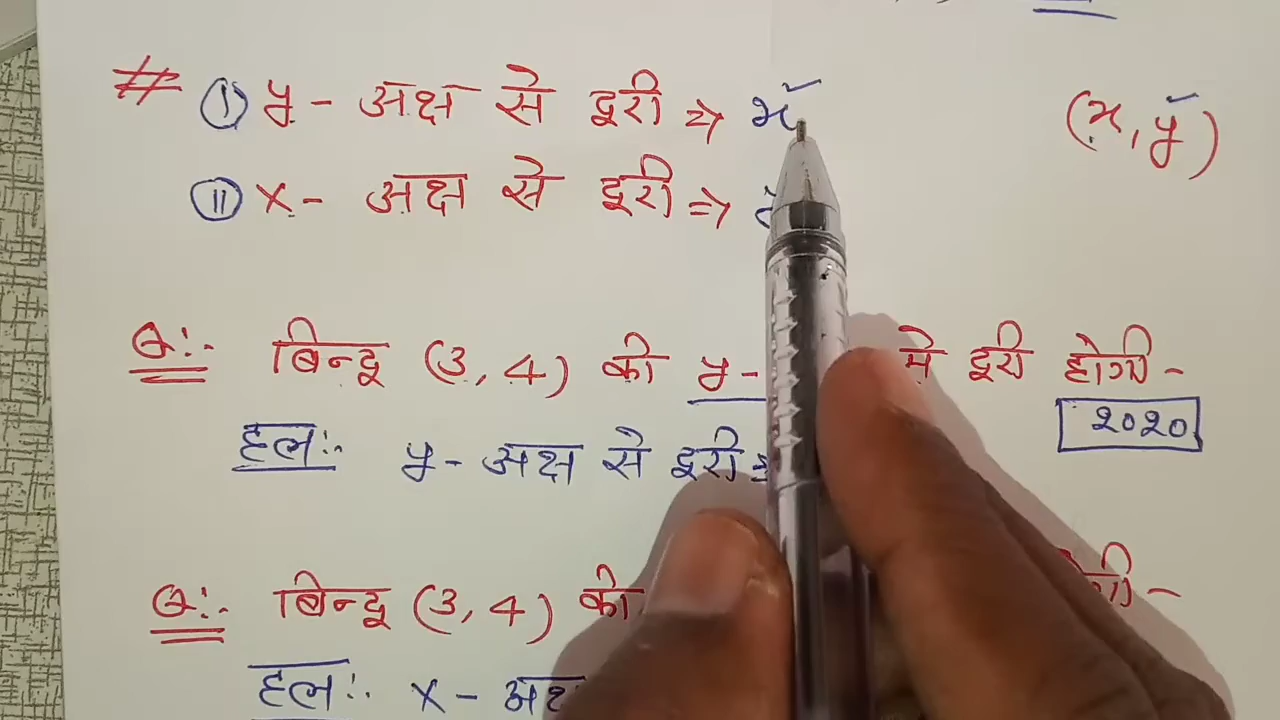 # (I) y - अक्ष से दूरी ⇒ x
(x, y)
(II) x - अक्ष से दूरी ⇒
Q:- बिन्दू (3, 4) की y - से दूरी होगी -
2020
हल:- y - अक्ष से दूरी =
Q:- बिन्दू (3, 4) की
हल:- x - अक्ष